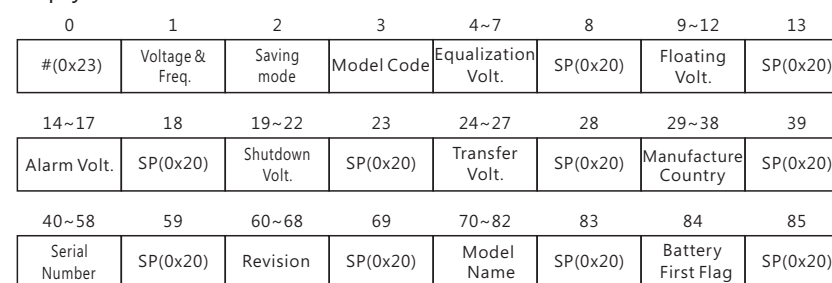 0 1 2 3 4~7 8 9~12 13
#(0x23) Voltage & Freq. Saving mode Model Code Equalization Volt. SP(0x20) Floating Volt. SP(0x20)
14~17 18 19~22 23 24~27 28 29~38 39
Alarm Volt. SP(0x20) Shutdown Volt. SP(0x20) Transfer Volt. SP(0x20) Manufacture Country SP(0x20)
40~58 59 60~68 69 70~82 83 84 85
Serial Number SP(0x20) Revision SP(0x20) Model Name SP(0x20) Battery First Flag SP(0x20)